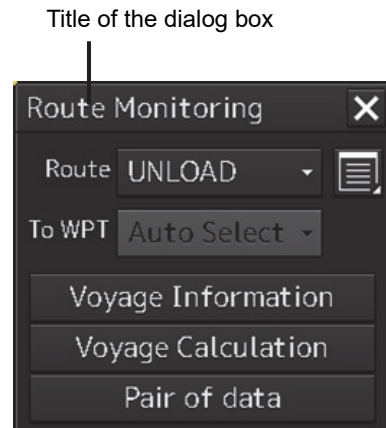 Title of the dialog box
Route Monitoring
Route UNLOAD
To WPT Auto Select
Voyage Information
Voyage Calculation
Pair of data